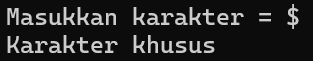 Masukkan karakter = $
Karakter khusus